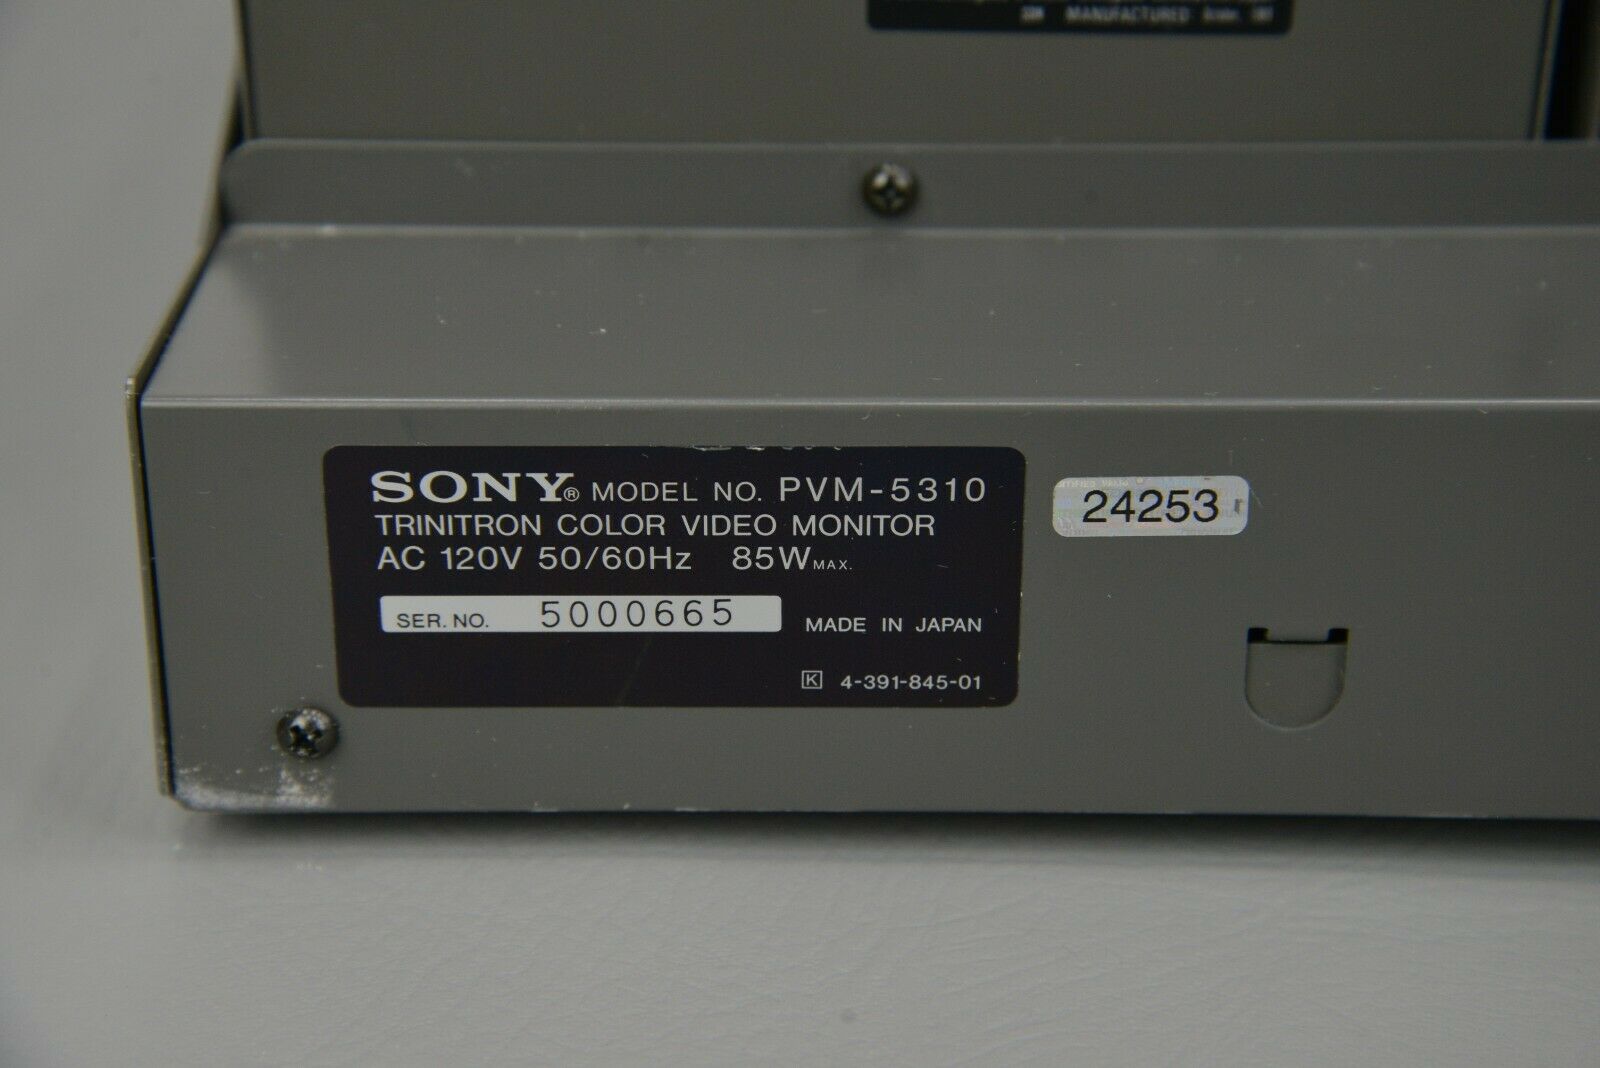 MANUFACTURED
SONY® MODEL NO. PVM-5310
TRINITRON COLOR VIDEO MONITOR
AC 120V 50/60Hz 85W MAX.
SER. NO. 5000665
MADE IN JAPAN
K 4-391-845-01
24253